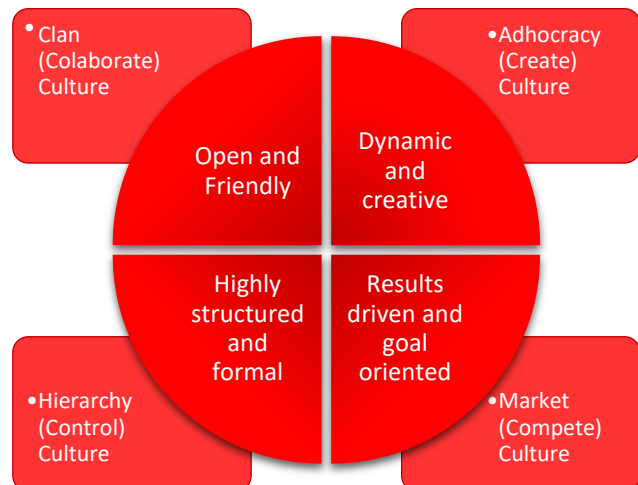 •Clan
(Colaborate)
Culture
•Adhocracy
(Create)
Culture
Open and
Friendly
Dynamic
and
creative
Highly
structured
and
formal
Results
driven and
goal
oriented
•Hierarchy
(Control)
Culture
•Market
(Compete)
Culture